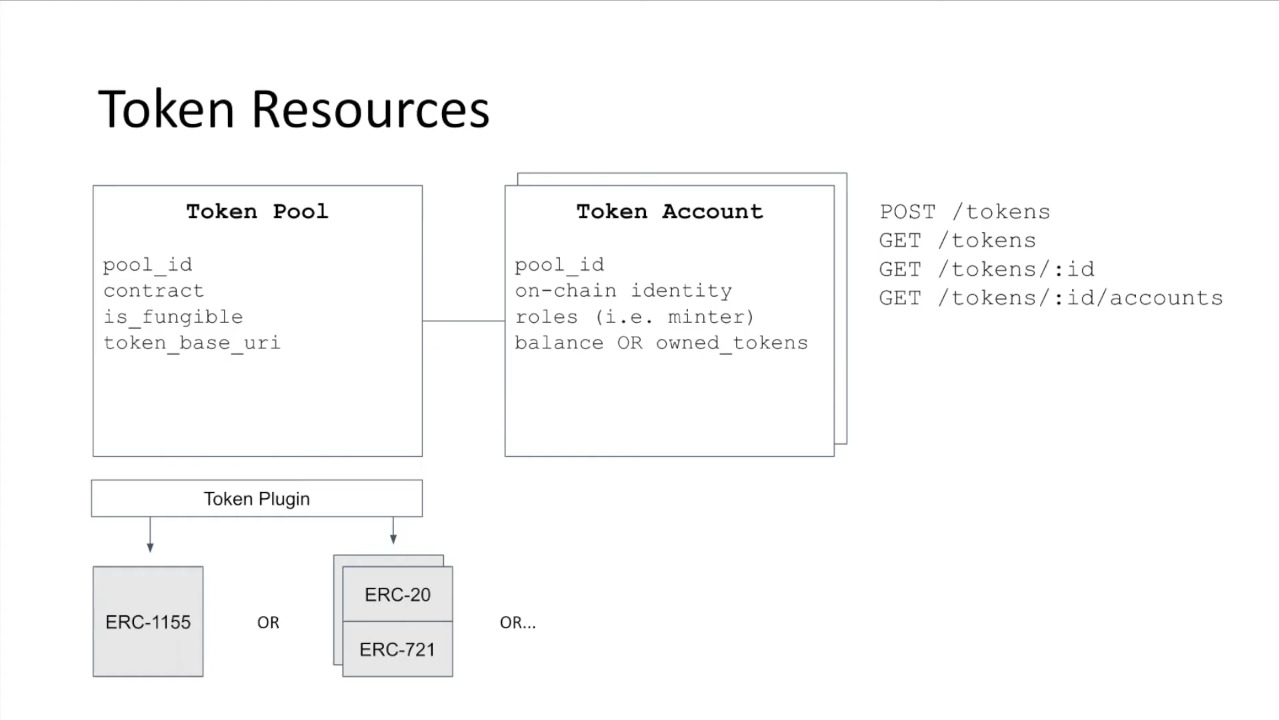 Token Resources
Token Pool
pool_id
contract
is_fungible
token_base_uri
Token Account
pool_id
on-chain identity
roles (i.e. minter)
balance OR owned_tokens
POST /tokens
GET /tokens
GET /tokens/:id
GET /tokens/:id/accounts
Token Plugin
ERC-1155
OR
ERC-20
ERC-721
OR...